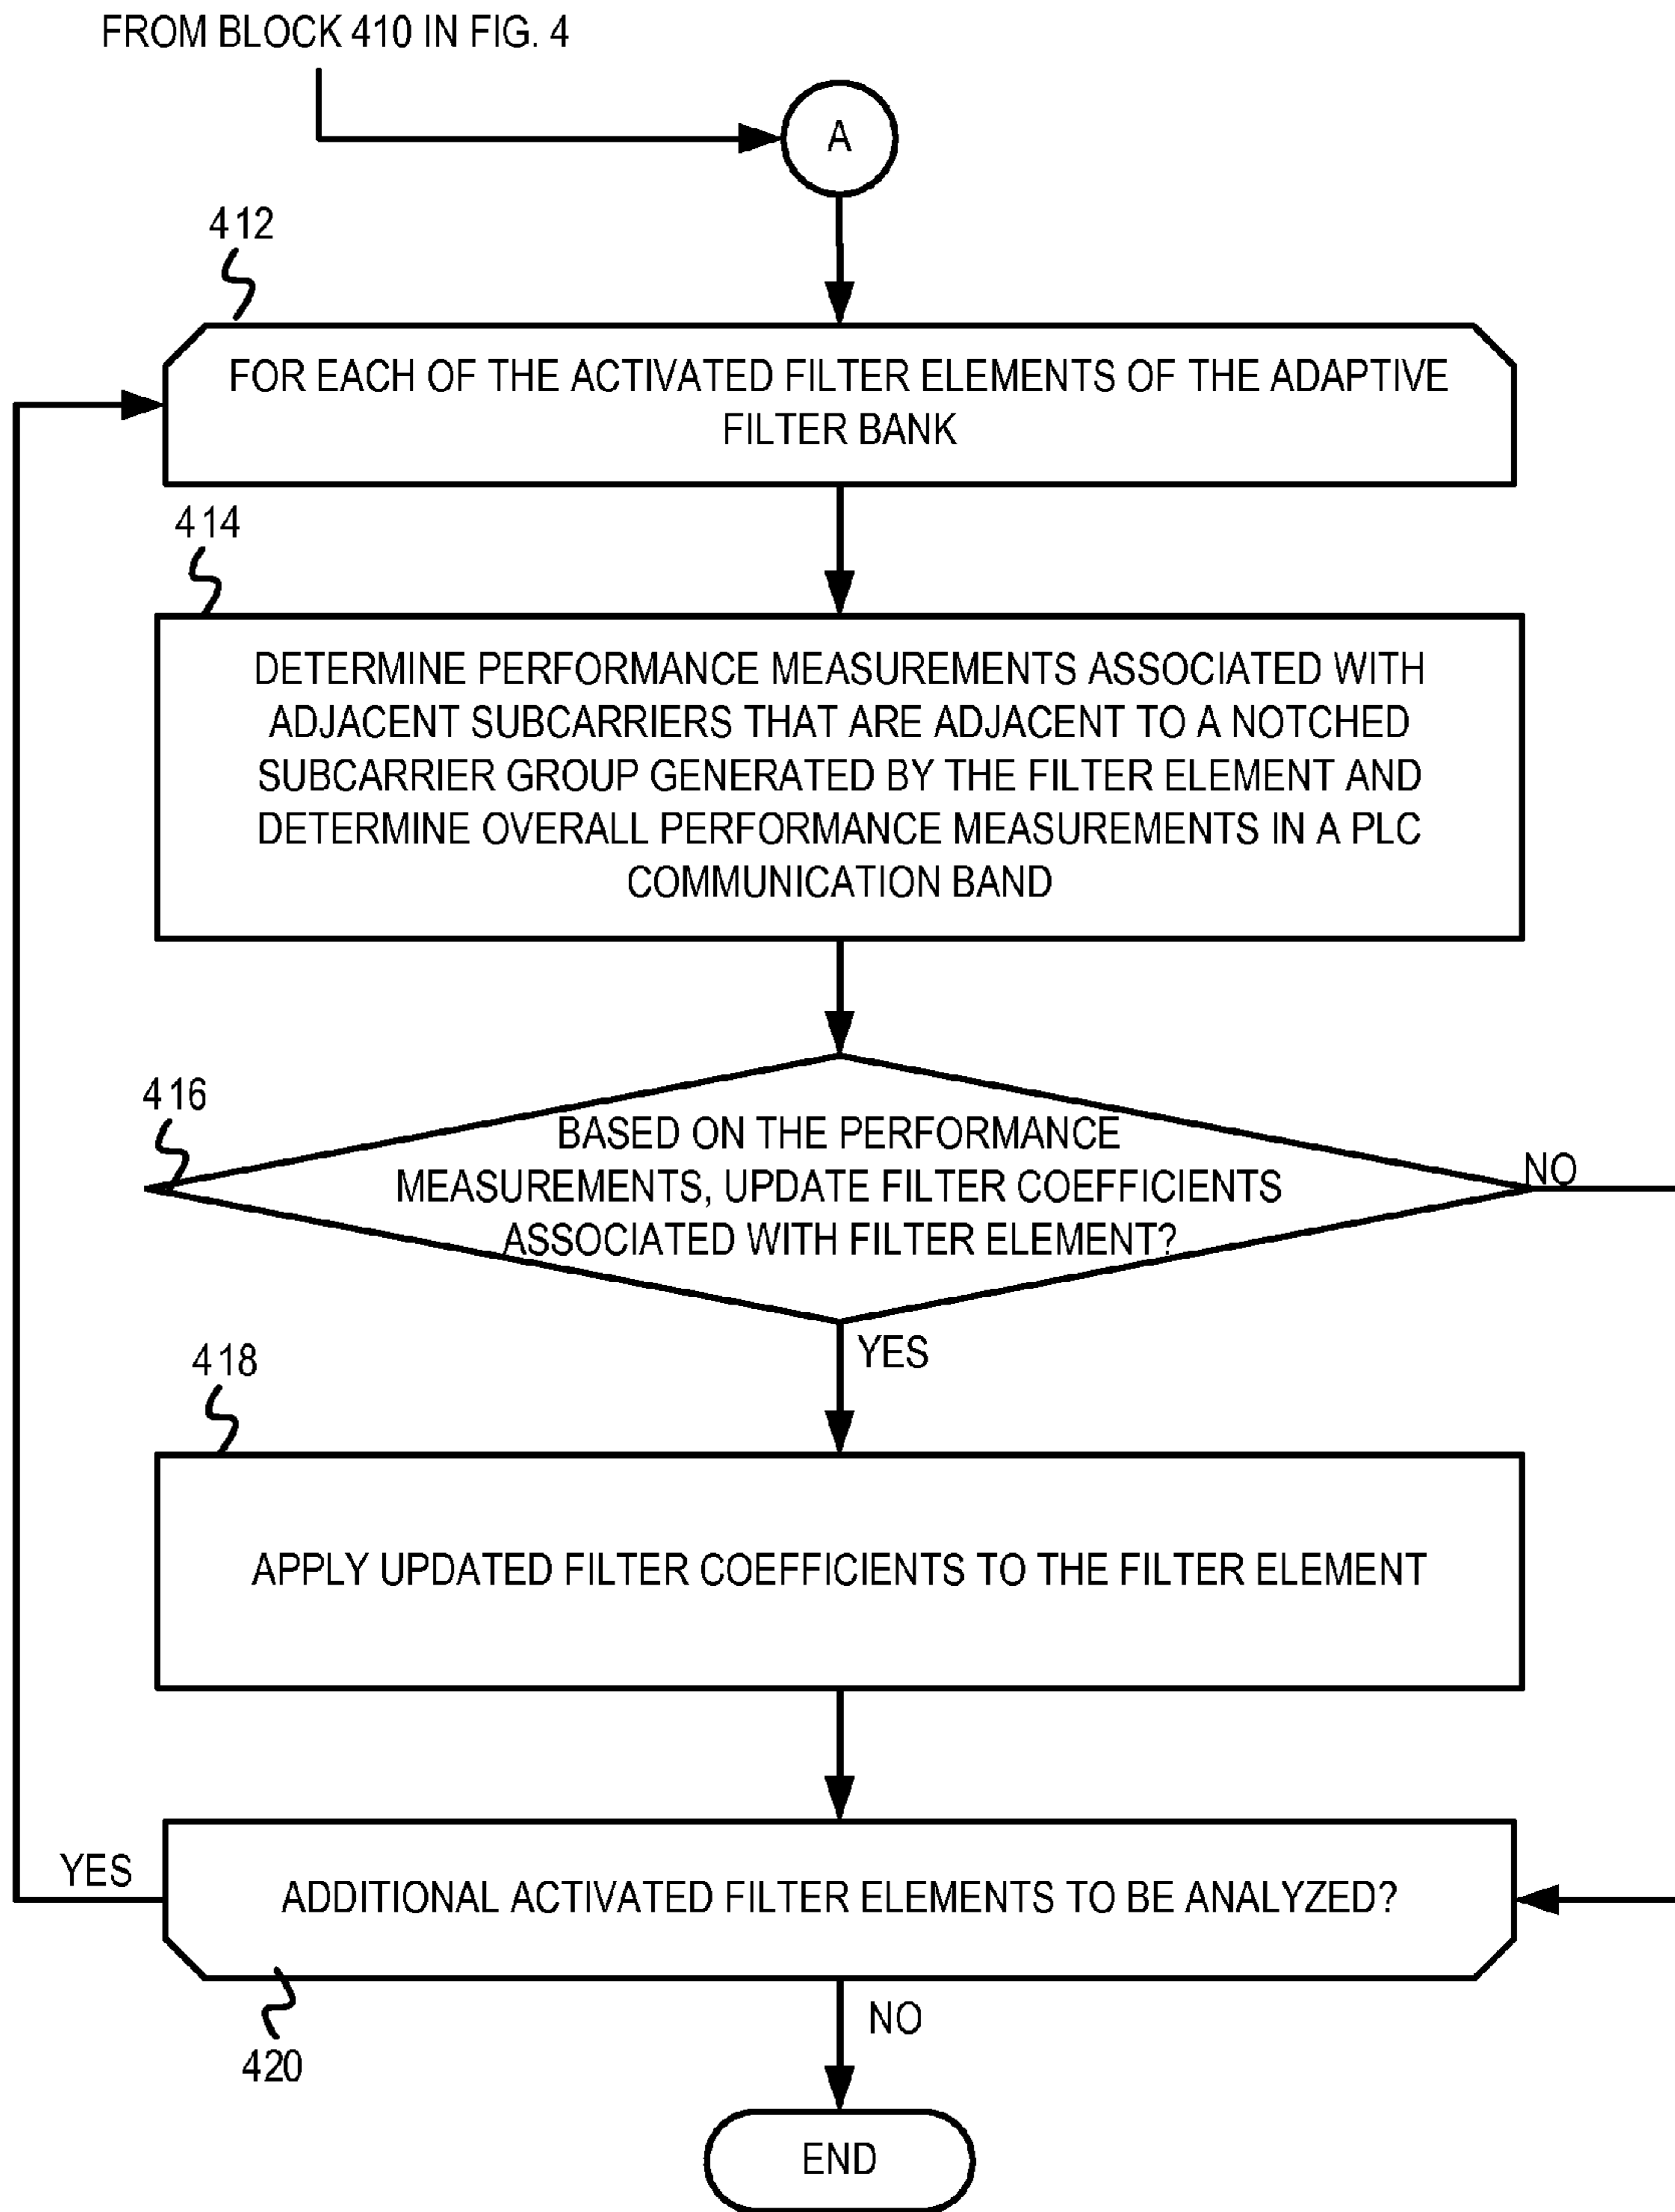 FROM BLOCK 410 IN FIG. 4
A
412
FOR EACH OF THE ACTIVATED FILTER ELEMENTS OF THE ADAPTIVE
FILTER BANK
414
DETERMINE PERFORMANCE MEASUREMENTS ASSOCIATED WITH
ADJACENT SUBCARRIERS THAT ARE ADJACENT TO A NOTCHED
SUBCARRIER GROUP GENERATED BY THE FILTER ELEMENT AND
DETERMINE OVERALL PERFORMANCE MEASUREMENTS IN A PLC
COMMUNICATION BAND
416
BASED ON THE PERFORMANCE
MEASUREMENTS, UPDATE FILTER COEFFICIENTS
ASSOCIATED WITH FILTER ELEMENT?
NO
YES
418
APPLY UPDATED FILTER COEFFICIENTS TO THE FILTER ELEMENT
YES
ADDITIONAL ACTIVATED FILTER ELEMENTS TO BE ANALYZED?
NO
420
END